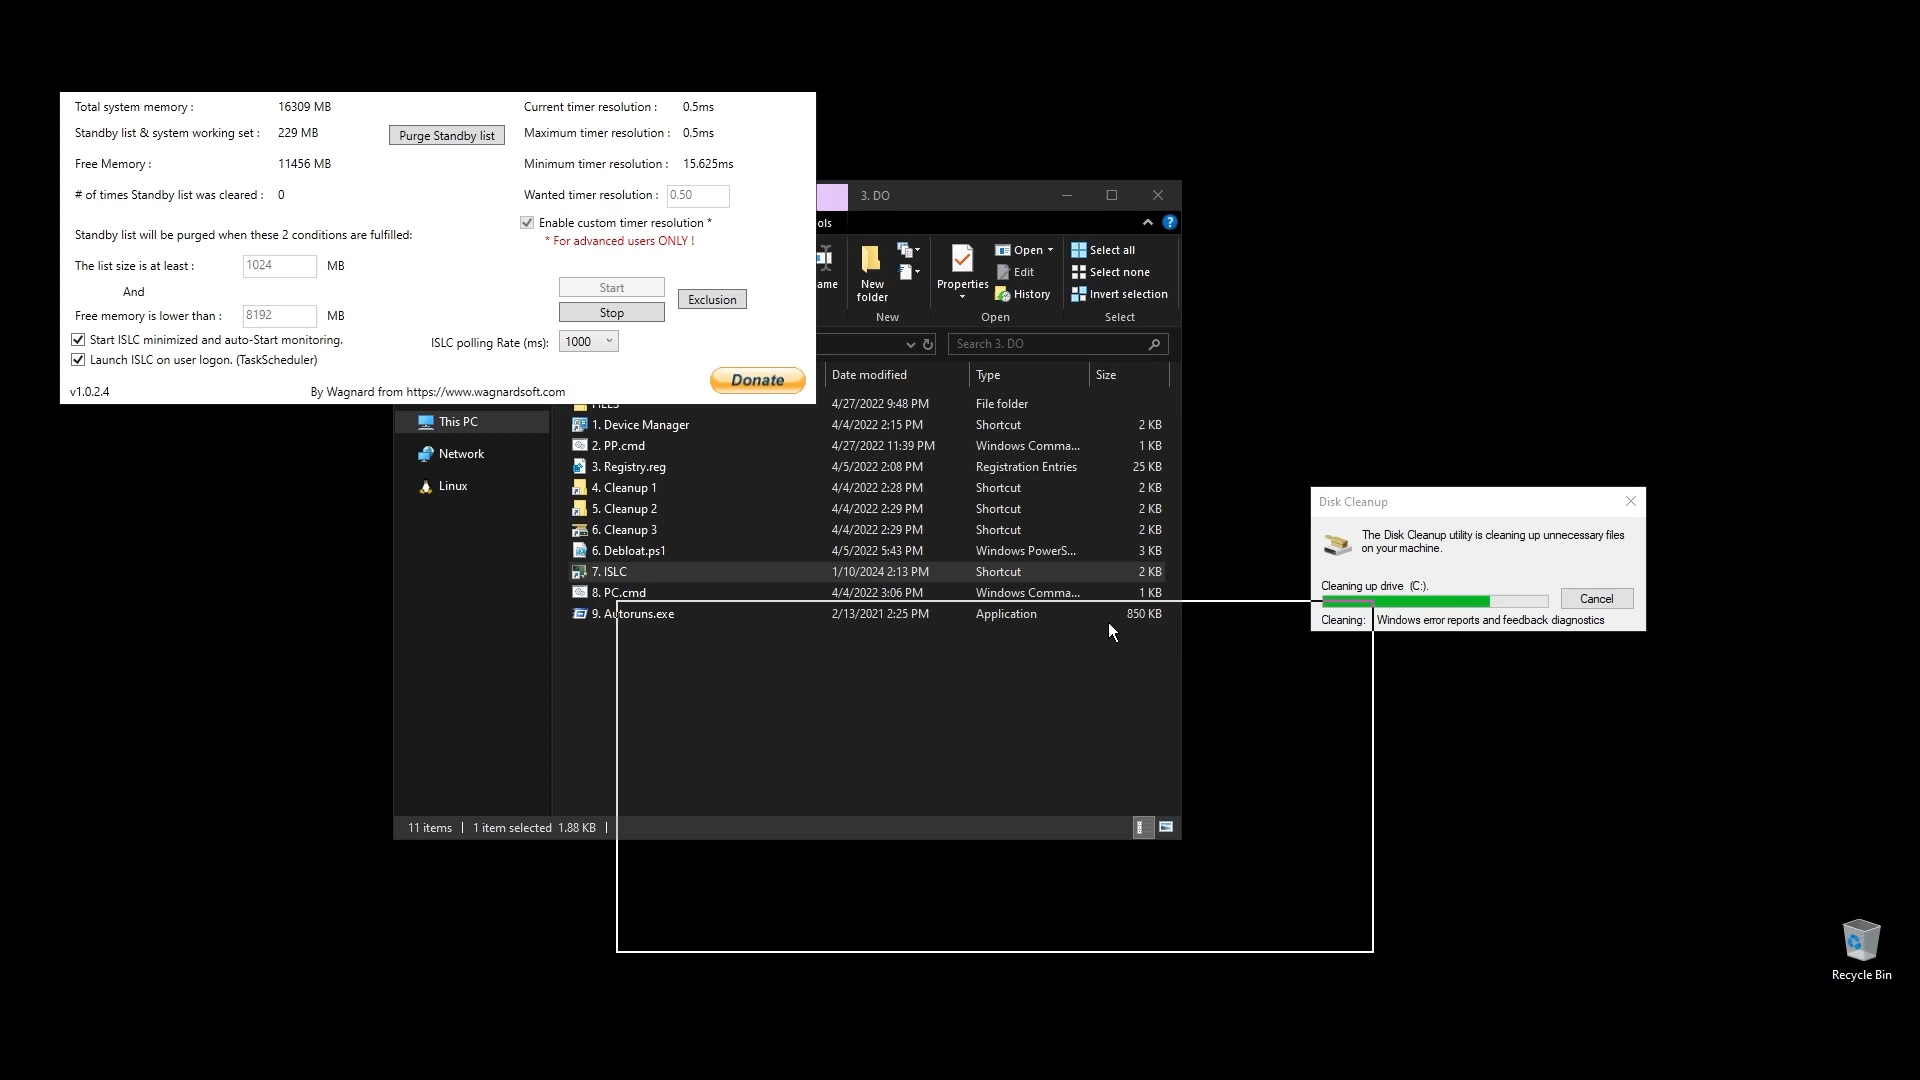 Total system memory : 16309 MB
Standby list & system working set : 229 MB
Purge Standby list
Free Memory : 11456 MB
# of times Standby list was cleared : 0
Standby list will be purged when these 2 conditions are fulfilled:
The list size is at least : 1024 MB
And
Free memory is lower than : 8192 MB
Start ISLC minimized and auto-Start monitoring.
Launch ISLC on user logon. (TaskScheduler)
v1.0.2.4
By Wagnard from https://www.wagnardsoft.com
Current timer resolution : 0.5ms
Maximum timer resolution : 0.5ms
Minimum timer resolution : 15.625ms
Wanted timer resolution : 0.50
Enable custom timer resolution *
* For advanced users ONLY !
Start
Stop
Exclusion
ISLC polling Rate (ms): 1000
Donate
3. DO
ols
ame
New folder
New
Properties
Open
Edit
History
Open
Select all
Select none
Invert selection
Select
Search 3. DO
Date modified Type Size
This PC
Network
Linux
4/27/2022 9:48 PM File folder
1. Device Manager 4/4/2022 2:15 PM Shortcut 2 KB
2. PP.cmd 4/27/2022 11:39 PM Windows Comma... 1 KB
3. Registry.reg 4/5/2022 2:08 PM Registration Entries 25 KB
4. Cleanup 1 4/4/2022 2:28 PM Shortcut 2 KB
5. Cleanup 2 4/4/2022 2:29 PM Shortcut 2 KB
6. Cleanup 3 4/4/2022 2:29 PM Shortcut 2 KB
6. Debloat.ps1 4/5/2022 5:43 PM Windows PowerS... 3 KB
7. ISLC 1/10/2024 2:13 PM Shortcut 2 KB
8. PC.cmd 4/4/2022 3:06 PM Windows Comma... 1 KB
9. Autoruns.exe 2/13/2021 2:25 PM Application 850 KB
11 items 1 item selected 1.88 KB
Disk Cleanup
The Disk Cleanup utility is cleaning up unnecessary files
on your machine.
Cleaning up drive (C:).
Cancel
Cleaning: Windows error reports and feedback diagnostics
Recycle Bin